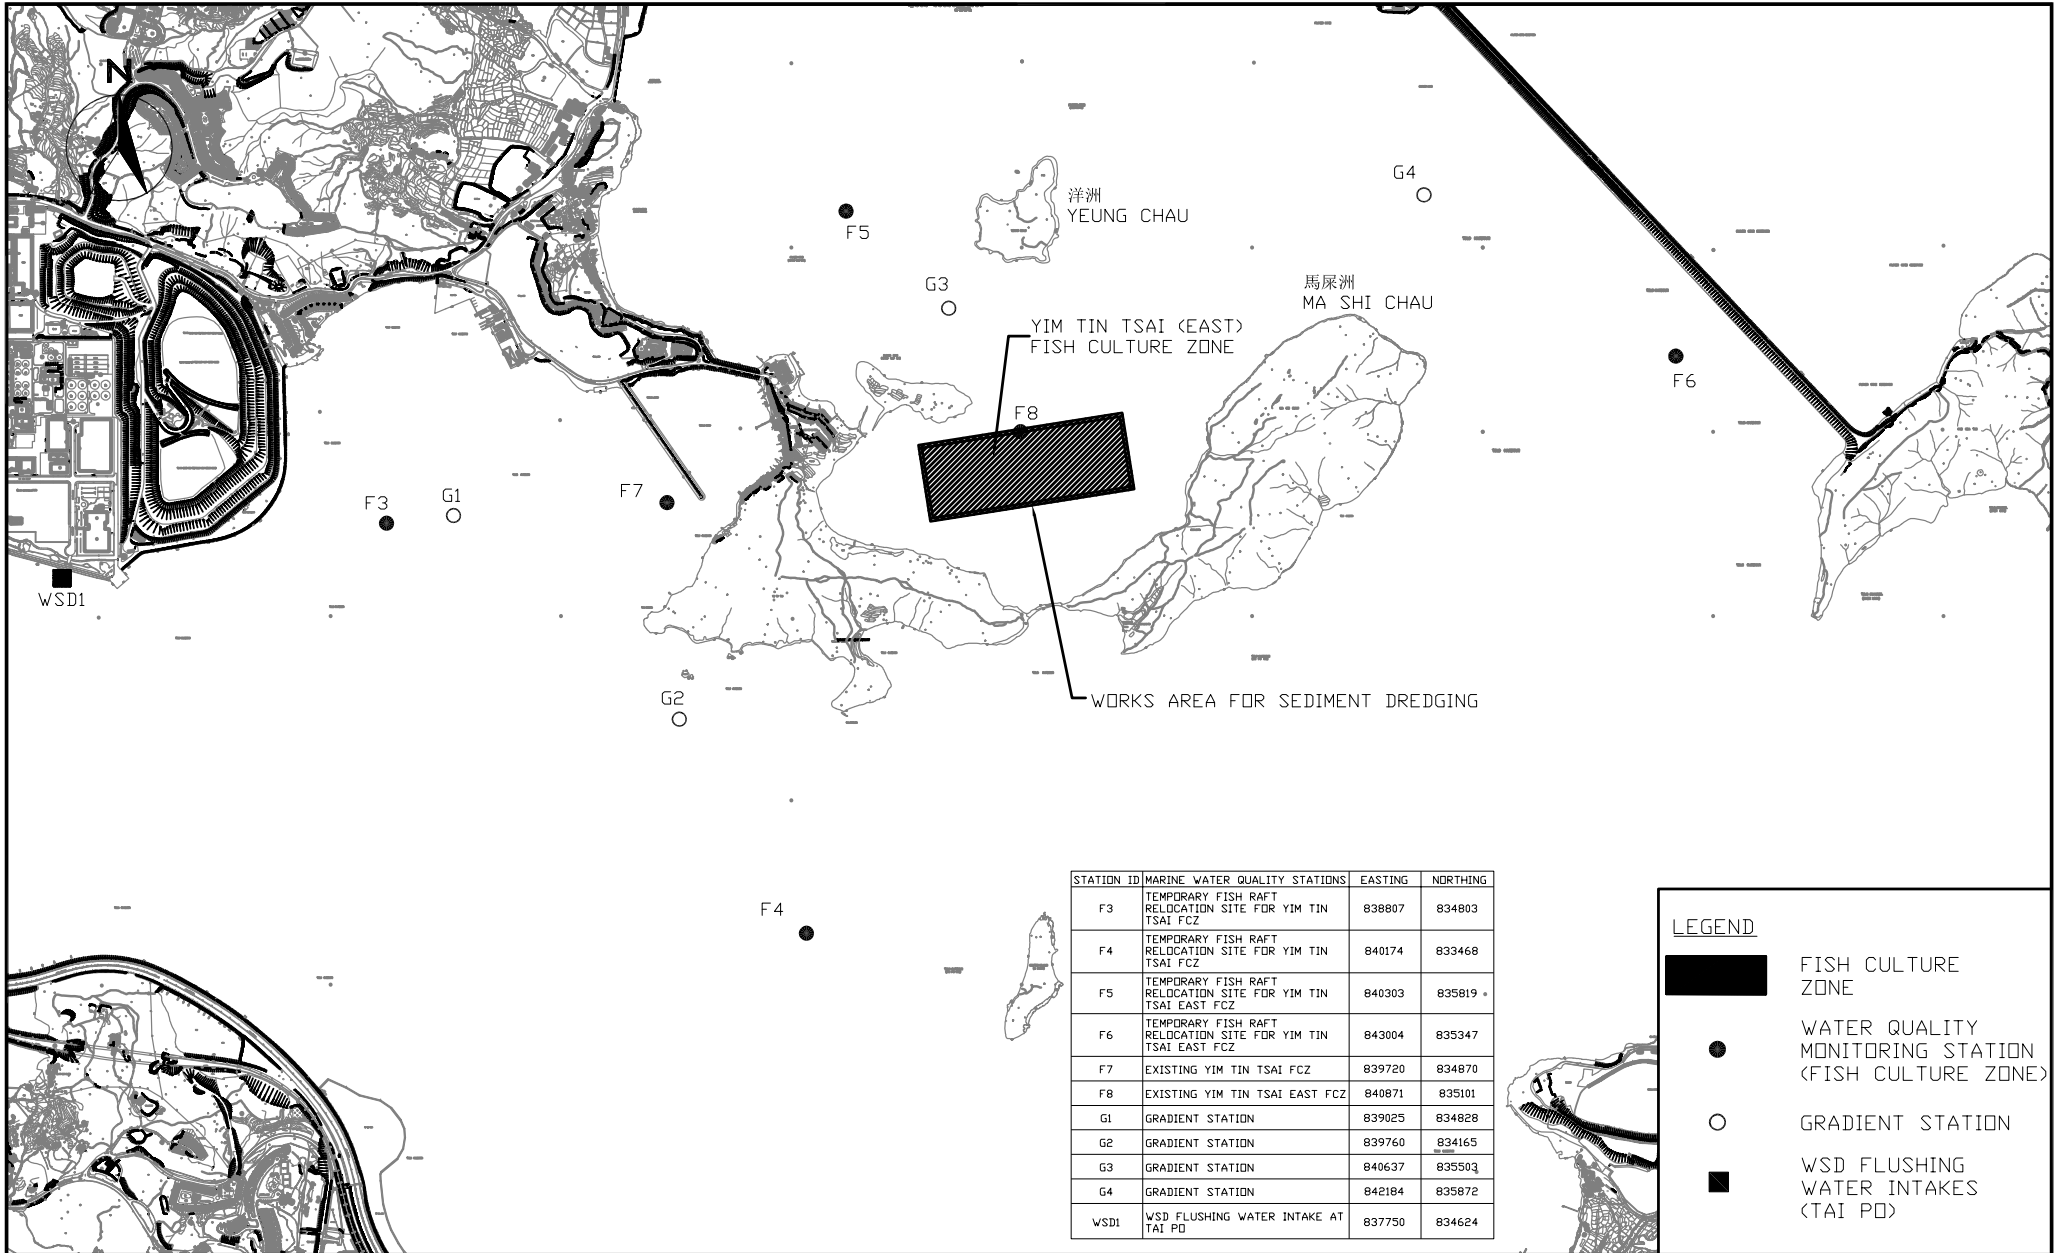 N
洋洲
YEUNG CHAU
G4
F5
G3
馬屎洲
MA SHI CHAU
YIM TIN TSAI (EAST)
FISH CULTURE ZONE
F6
F8
F3
G1
F7
WSD1
G2
WORKS AREA FOR SEDIMENT DREDGING
F4
STATION ID MARINE WATER QUALITY STATIONS EASTING NORTHING
TEMPORARY FISH RAFT
F3 RELOCATION SITE FOR YIM TIN 838807 834803
TSAI FCZ
TEMPORARY FISH RAFT
F4 RELOCATION SITE FOR YIM TIN 840174 833468
TSAI FCZ
TEMPORARY FISH RAFT
F5 RELOCATION SITE FOR YIM TIN 840303 835819
TSAI EAST FCZ
TEMPORARY FISH RAFT
F6 RELOCATION SITE FOR YIM TIN 843004 835347
TSAI EAST FCZ
F7 EXISTING YIM TIN TSAI FCZ 839720 834870
F8 EXISTING YIM TIN TSAI EAST FCZ 840871 835101
G1 GRADIENT STATION 839025 834828
G2 GRADIENT STATION 839760 834165
G3 GRADIENT STATION 840637 835503
G4 GRADIENT STATION 842184 835872
WSD1 WSD FLUSHING WATER INTAKE AT 837750 834624
TAI PO
LEGEND
FISH CULTURE
ZONE
WATER QUALITY
MONITORING STATION
(FISH CULTURE ZONE)
GRADIENT STATION
WSD FLUSHING
WATER INTAKES
(TAI PO)